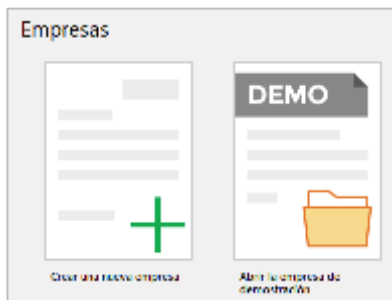 Empresas
DEMO
Crear una nueva empresa
Abrir la empresa de
demostración